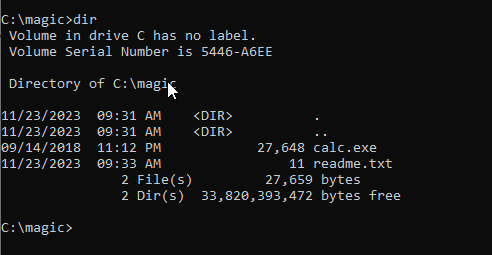 C:\magic>dir
 Volume in drive C has no label.
 Volume Serial Number is 5446-A6EE

 Directory of C:\magic

11/23/2023  09:31 AM    <DIR>          .
11/23/2023  09:31 AM    <DIR>          ..
09/14/2018  11:12 PM            27,648 calc.exe
11/23/2023  09:33 AM                11 readme.txt
               2 File(s)         27,659 bytes
               2 Dir(s)  33,820,393,472 bytes free

C:\magic>